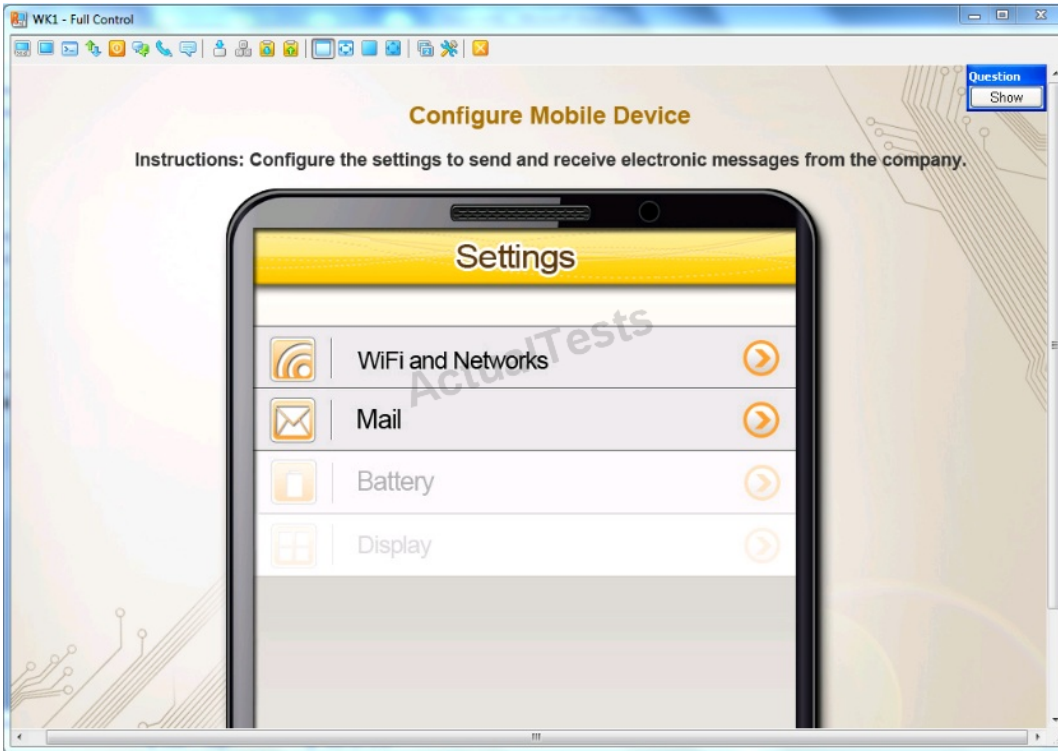 WK1 - Full Control
Question
Show
Configure Mobile Device
Instructions: Configure the settings to send and receive electronic messages from the company.
Settings
WiFi and Networks
Mail
Battery
Display
ActualTests